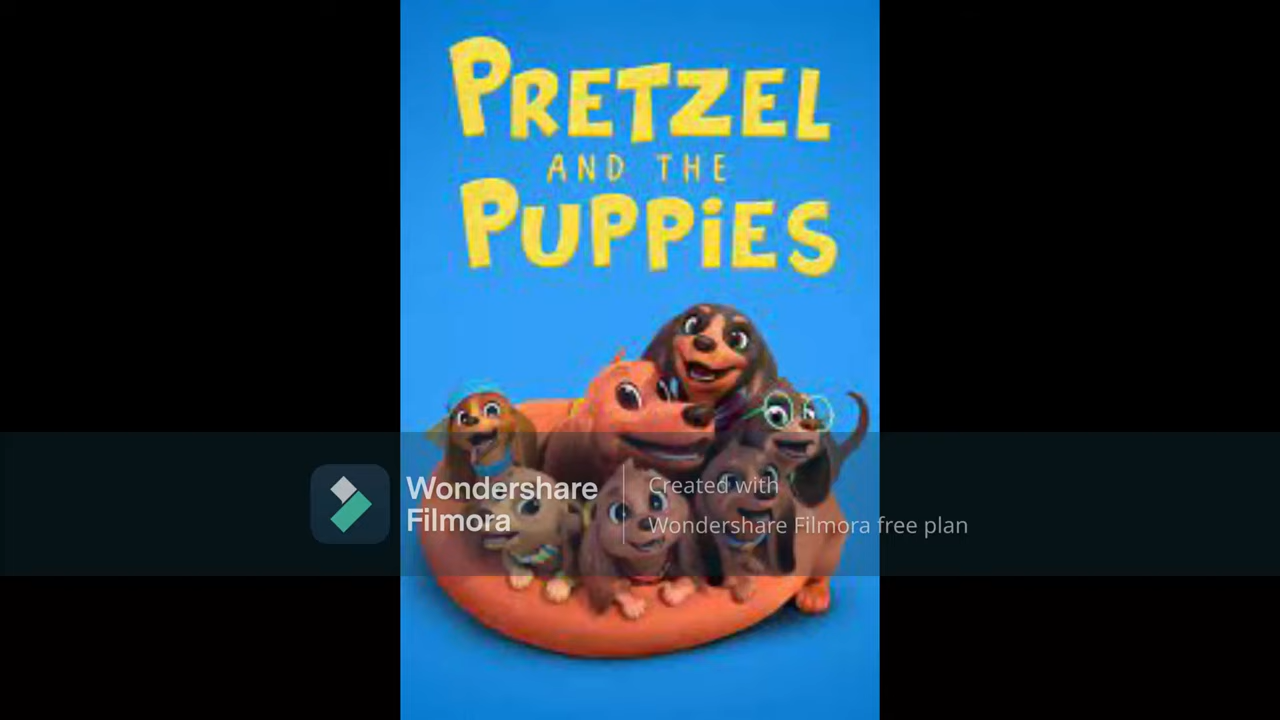 PRETZEL
AND THE
PUPPiES
Wondershare
Filmora
Created with
Wondershare Filmora free plan